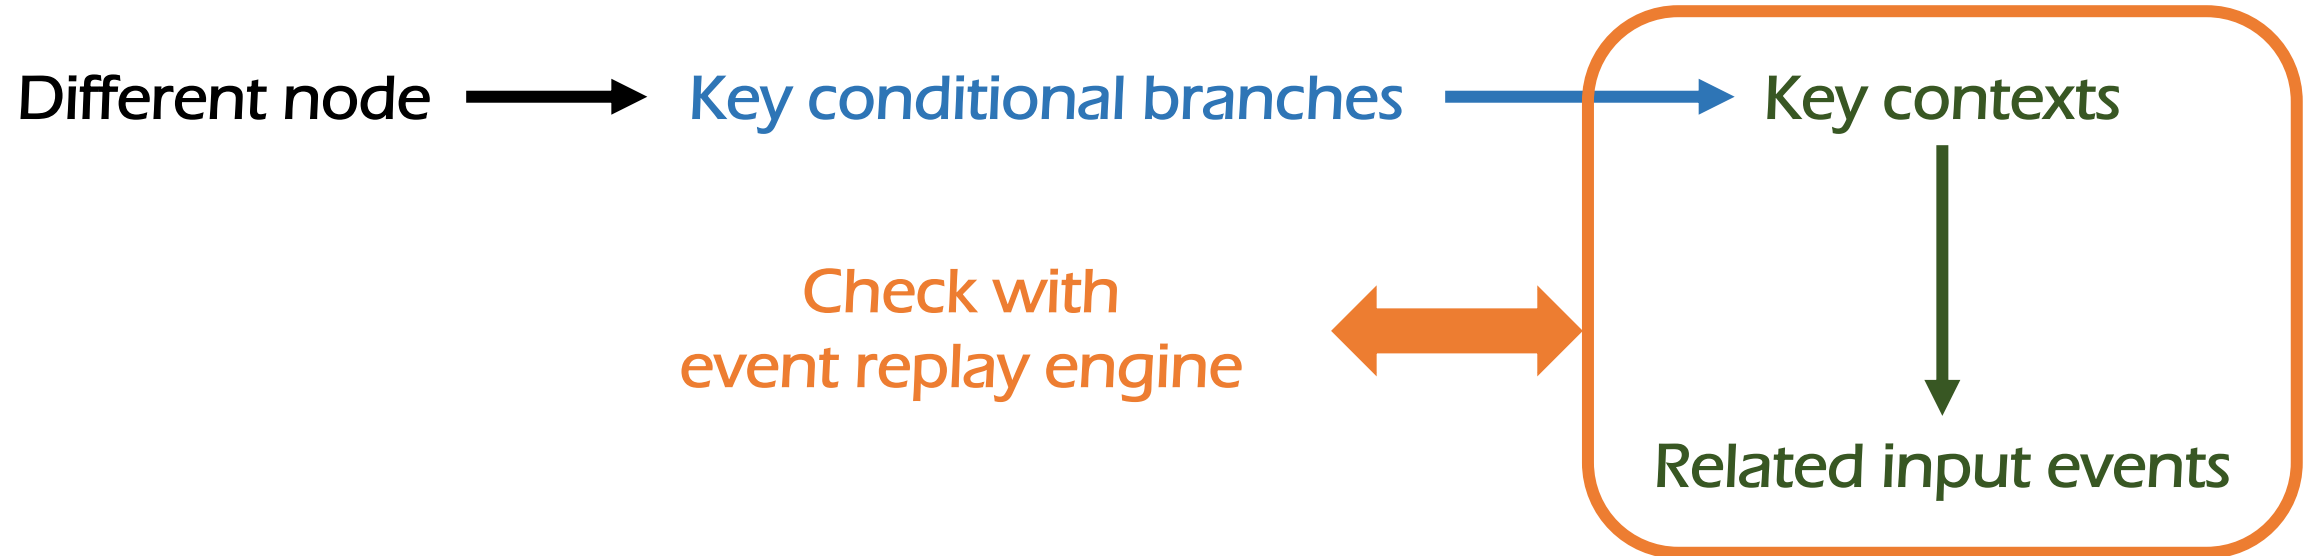 Different node
Key conditional branches
Key contexts
Check with
event replay engine
Related input events